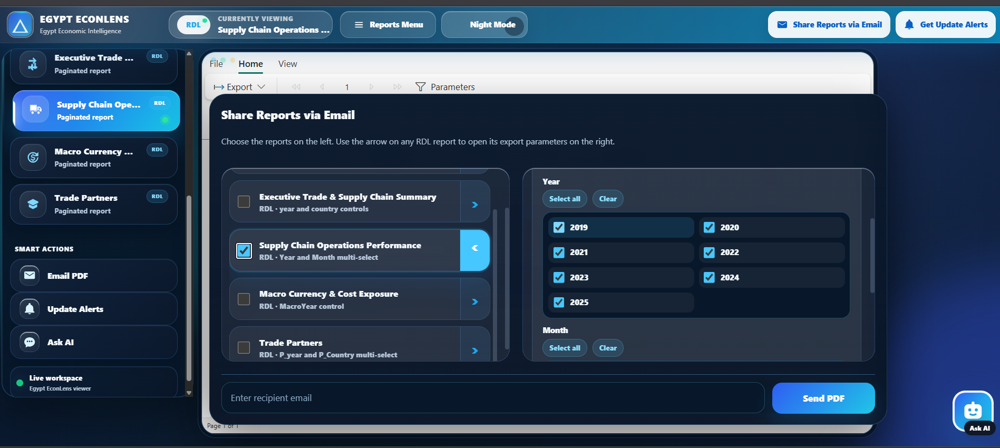 EGYPT ECONLENS
Egypt Economic Intelligence
RDL
CURRENTLY VIEWING
Supply Chain Operations ...
Reports Menu
Night Mode
Share Reports via Email
Get Update Alerts
Executive Trade ...
RDL
Paginated report
Supply Chain Ope...
RDL
Paginated report
Macro Currency ...
RDL
Paginated report
Trade Partners
RDL
Paginated report
SMART ACTIONS
Email PDF
Update Alerts
Ask AI
Live workspace
Egypt EconLens viewer
File
Home
View
Export
1
Parameters
Share Reports via Email
Choose the reports on the left. Use the arrow on any RDL report to open its export parameters on the right.
Executive Trade & Supply Chain Summary
RDL • year and country controls
Supply Chain Operations Performance
RDL • Year and Month multi-select
Macro Currency & Cost Exposure
RDL • MacroYear control
Trade Partners
RDL • P_year and P_Country multi-select
Year
Select all
Clear
2019
2020
2021
2022
2023
2024
2025
Month
Select all
Clear
Enter recipient email
Send PDF
Page 1 of 1
Ask AI